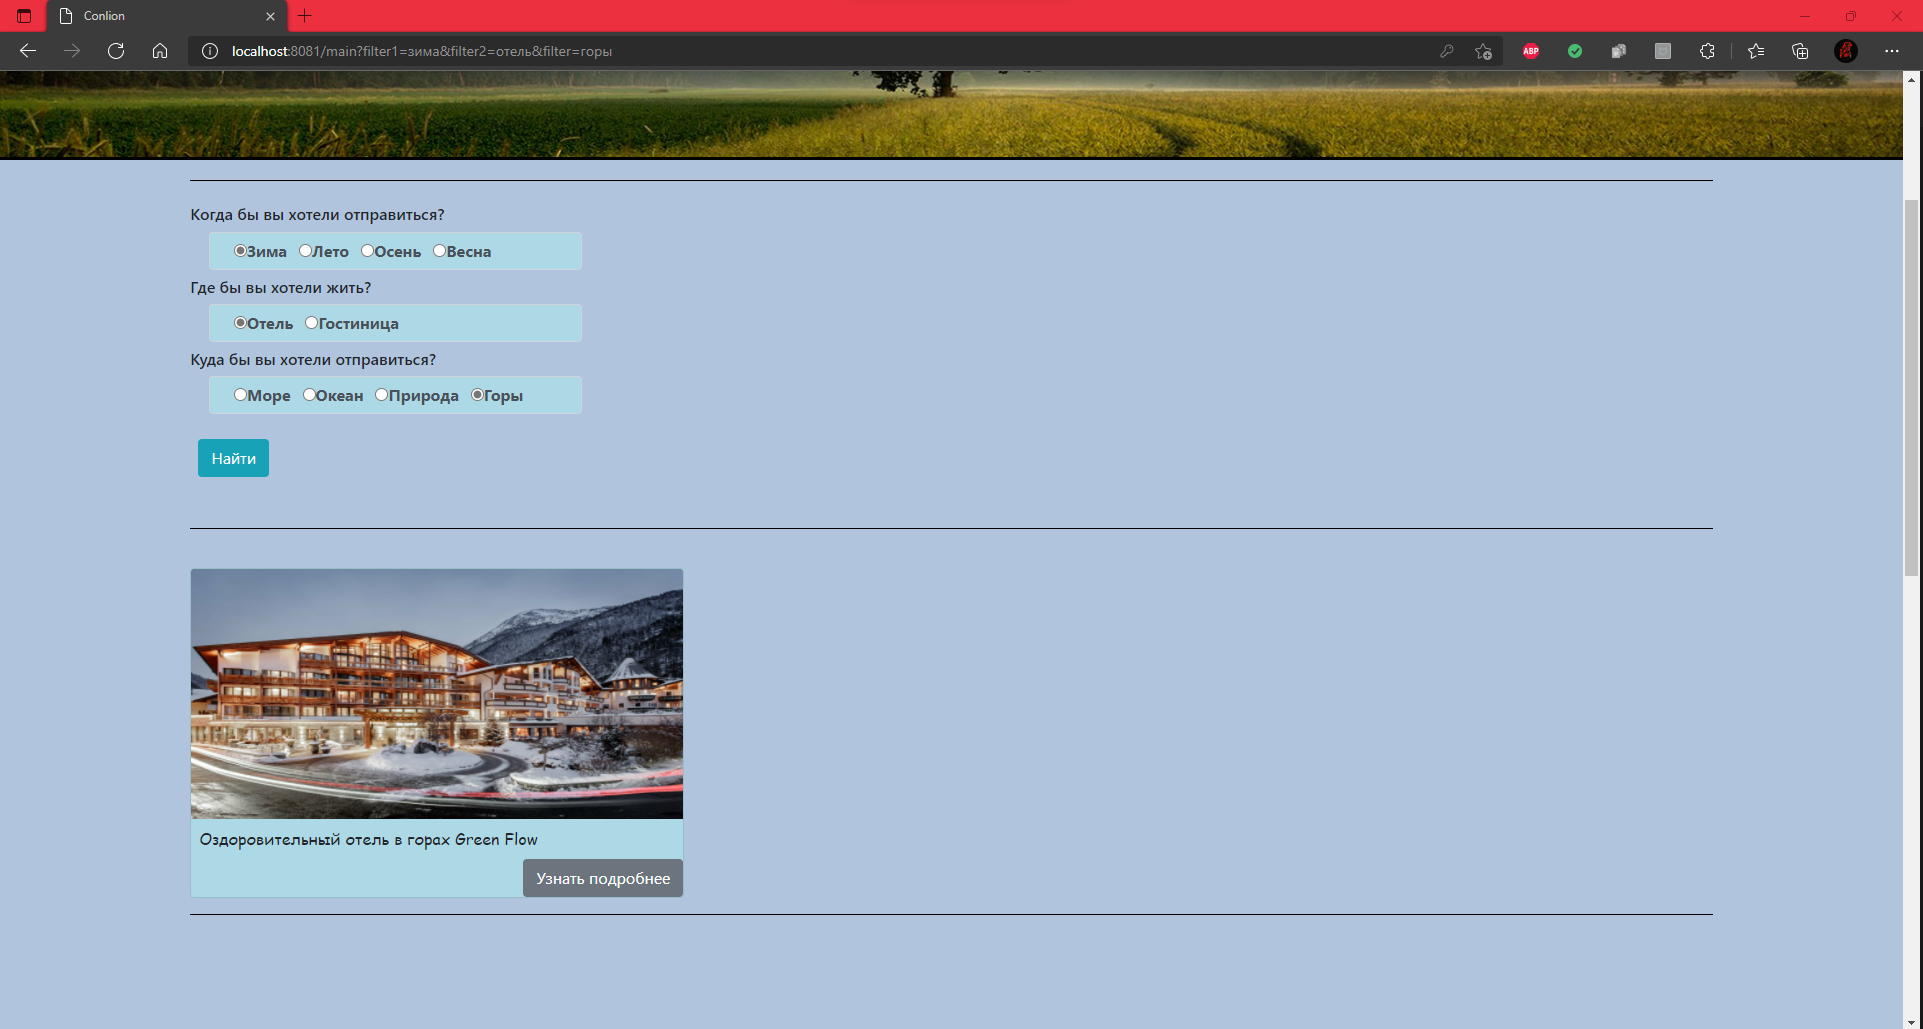 Conlion
localhost:8081/main?filter1=зима&filter2=отель&filter=горы
ABP
Когда бы вы хотели отправиться?
Зима Лето Осень Весна
Где бы вы хотели жить?
Отель Гостиница
Куда бы вы хотели отправиться?
Море Океан Природа Горы
Найти
Оздоровительный отель в горах Green Flow
Узнать подробнее